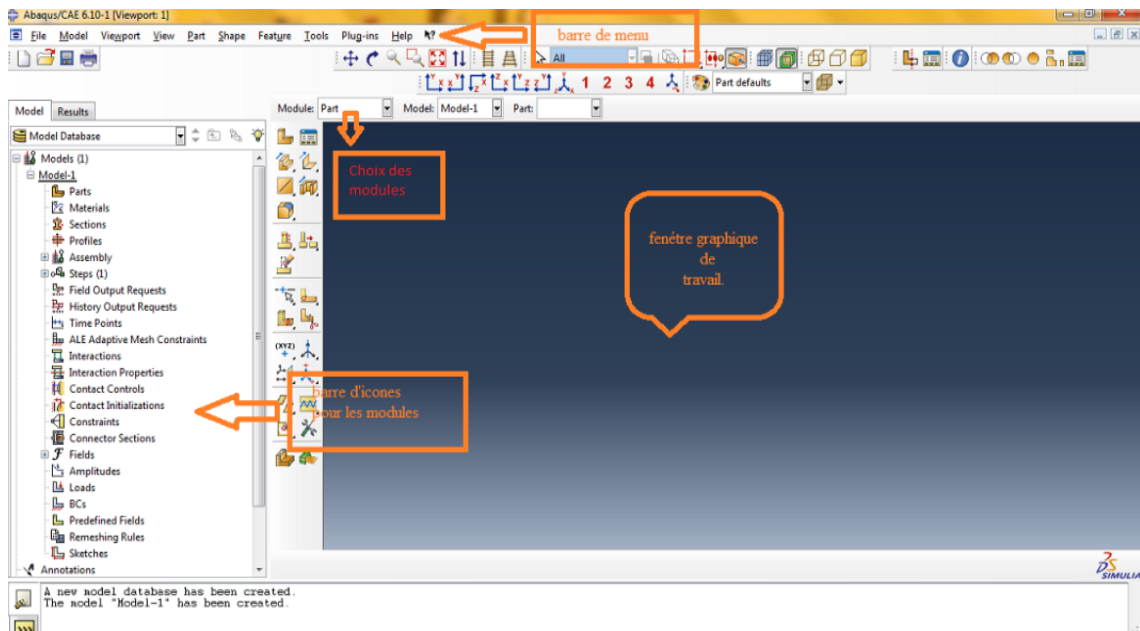 Abaqus/CAE 6.10-1 [Viewport: 1]
File Model Viewport View Part Shape Feature Tools Plug-ins Help
barre de menu
All
1 2 3 4 Part defaults
Model Results
Module: Part Model: Model-1 Part:
Model Database
Models (1)
Model-1
Parts
Materials
Sections
Profiles
Assembly
Steps (1)
Field Output Requests
History Output Requests
Time Points
ALE Adaptive Mesh Constraints
Interactions
Interaction Properties
Contact Controls
Contact Initializations
Constraints
Connector Sections
Fields
Amplitudes
Loads
BCs
Predefined Fields
Remeshing Rules
Sketches
Annotations
(XYZ)
Choix des
modules
fenétre graphique
de
travail.
barre d'icones
pour les modules
SIMULIA
A new model database has been created.
The model "Model-1" has been created.